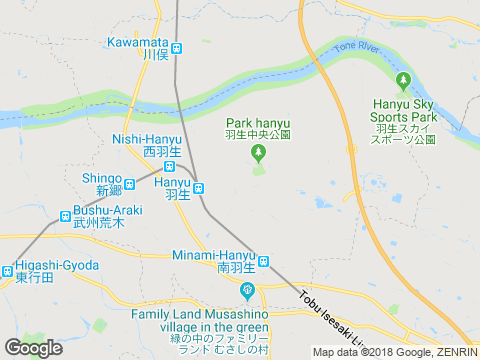 Kawamata
川俣
Tone River
Hanyu Sky
Sports Park
羽生スカイ
スポーツ公園
Park hanyu
羽生中央公園
Nishi-Hanyu
西羽生
Shingo
新郷
Hanyu
羽生
Bushu-Araki
武州荒木
Minami-Hanyu
南羽生
Higashi-Gyoda
東行田
Tobu Isesaki Li
Family Land Musashino
village in the green
緑の中のファミリー
ランド むさしの村
Google
Map data ©2018 Google, ZENRIN